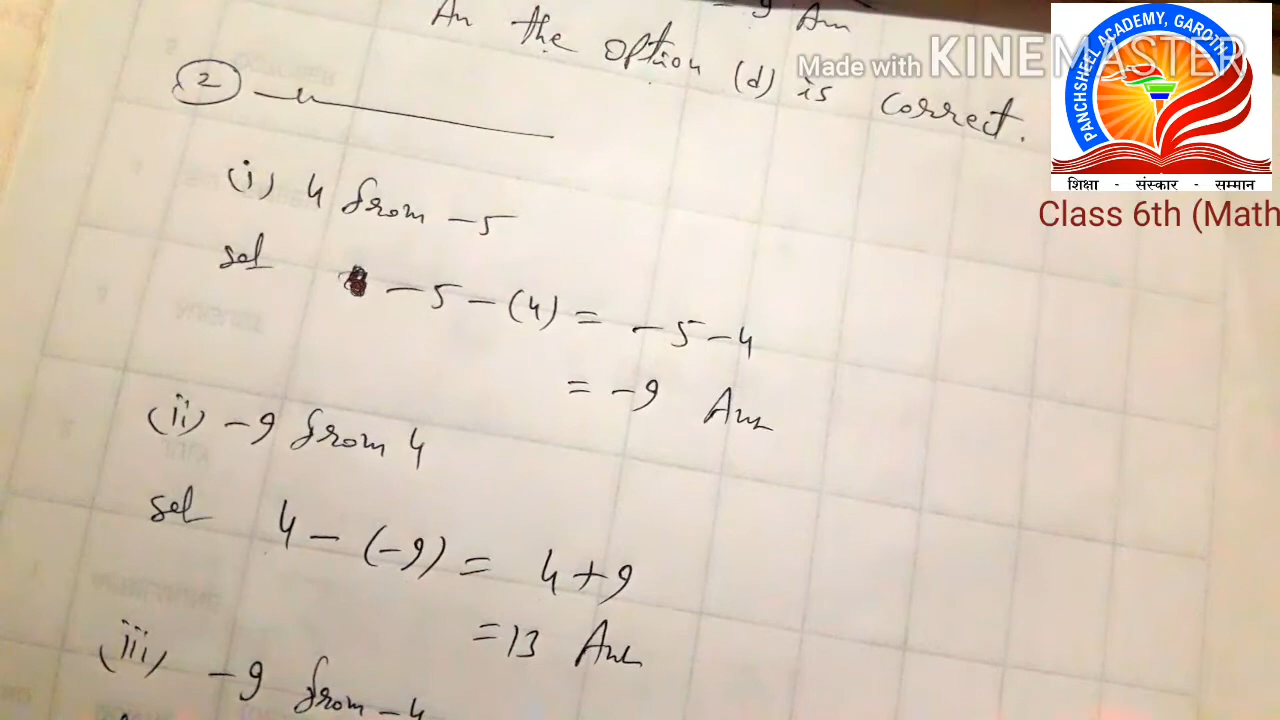 -9 Ans
An the option (d) is correct.
Made with KINEMASTER
PANCHSHEEL ACADEMY, GAROTH
शिक्षा - संस्कार - सम्मान
Class 6th (Math
(2)
(i) 4 from -5
sol -5-(4) = -5-4
= -9 Ans
(ii) -9 from 4
sol 4-(-9) = 4+9
=13 Ans
(iii) -9 from -4